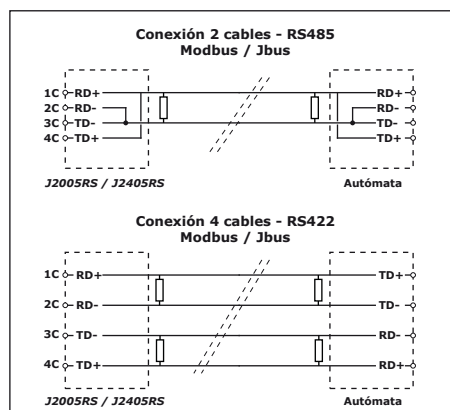 Conexión 2 cables - RS485
Modbus / Jbus
1C RD+ RD+
2C RD- RD-
3C TD- TD-
4C TD+ TD+
J2005RS / J2405RS Autómata
Conexión 4 cables - RS422
Modbus / Jbus
1C RD+ TD+
2C RD- TD-
3C TD- RD-
4C TD+ RD+
J2005RS / J2405RS Autómata